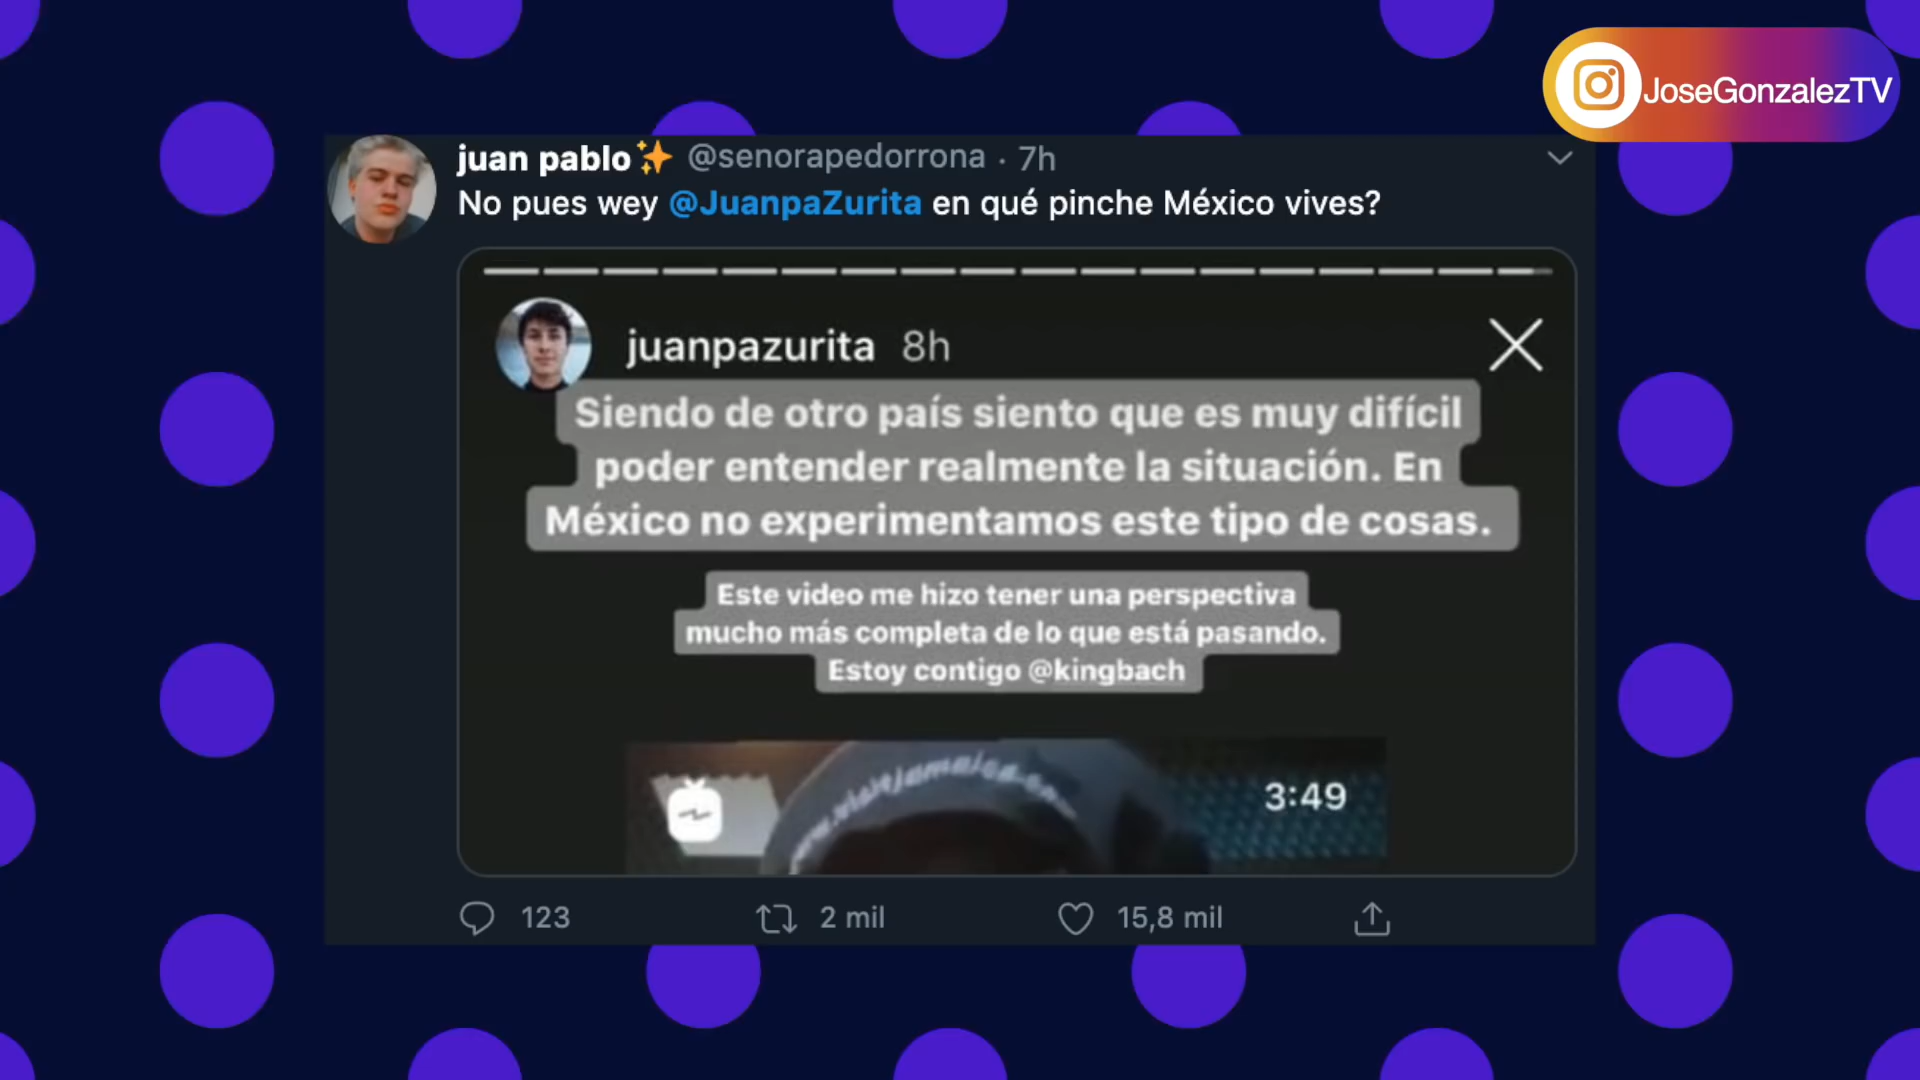 JoseGonzalezTV
juan pablo✨ @senorapedorrona · 7h
No pues wey @JuanpaZurita en qué pinche México vives?
juanpazurita 8h
Siendo de otro país siento que es muy difícil
poder entender realmente la situación. En
México no experimentamos este tipo de cosas.
Este video me hizo tener una perspectiva
mucho más completa de lo que está pasando.
Estoy contigo @kingbach
www.visitjamaica.co
3:49
123 2 mil 15,8 mil